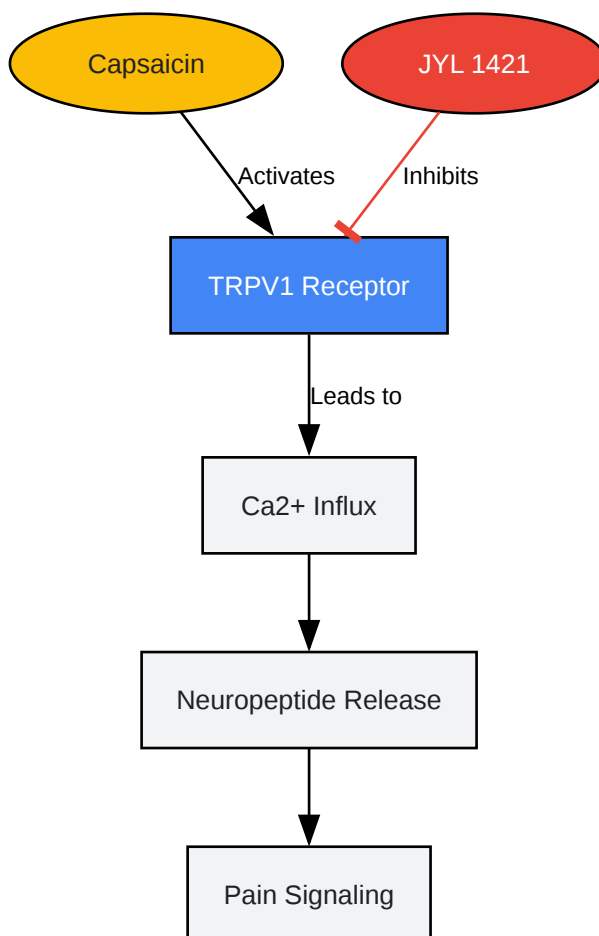 Capsaicin
JYL 1421
Activates
Inhibits
TRPV1 Receptor
Leads to
Ca2+ Influx
Neuropeptide Release
Pain Signaling